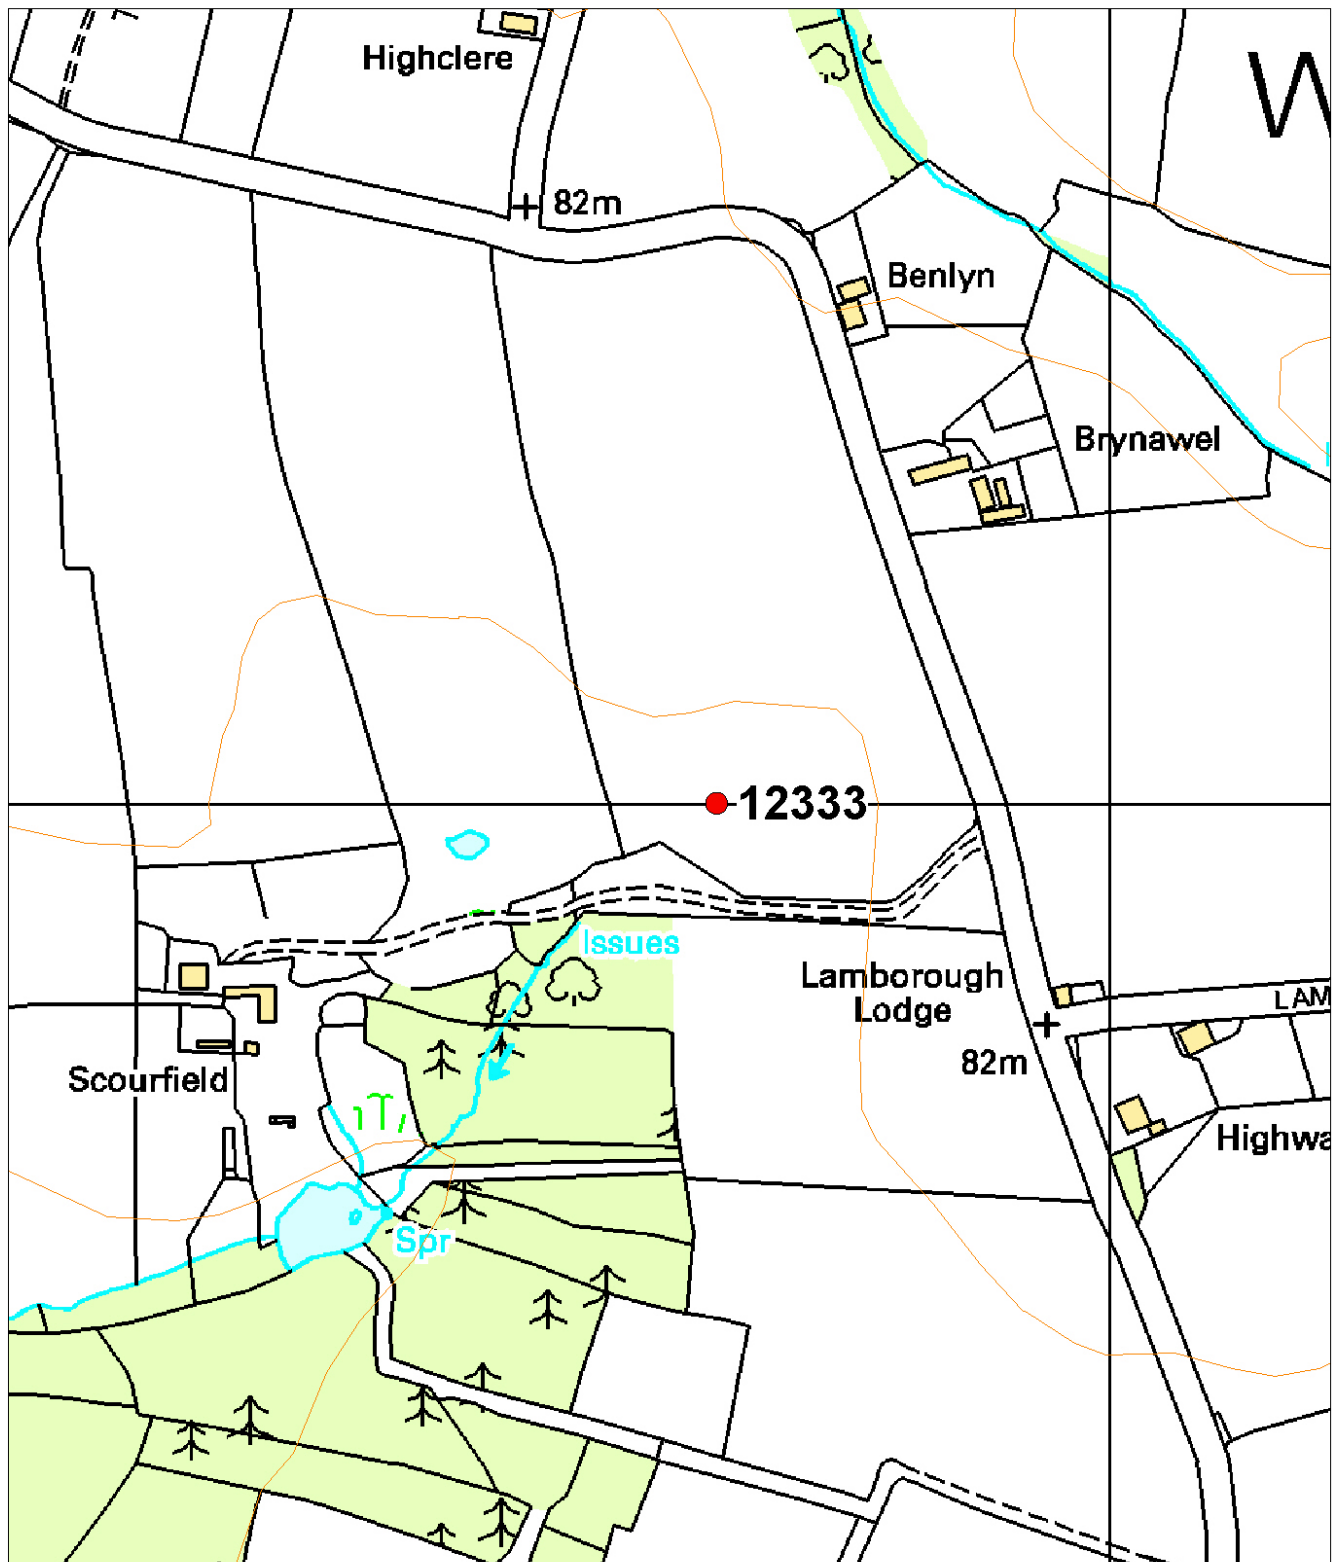 Highclere
W
82m
Benlyn
Brynawel
12333
Issues
Lamborough
Lodge
LAM
82m
Scourfield
Highwa
Spr